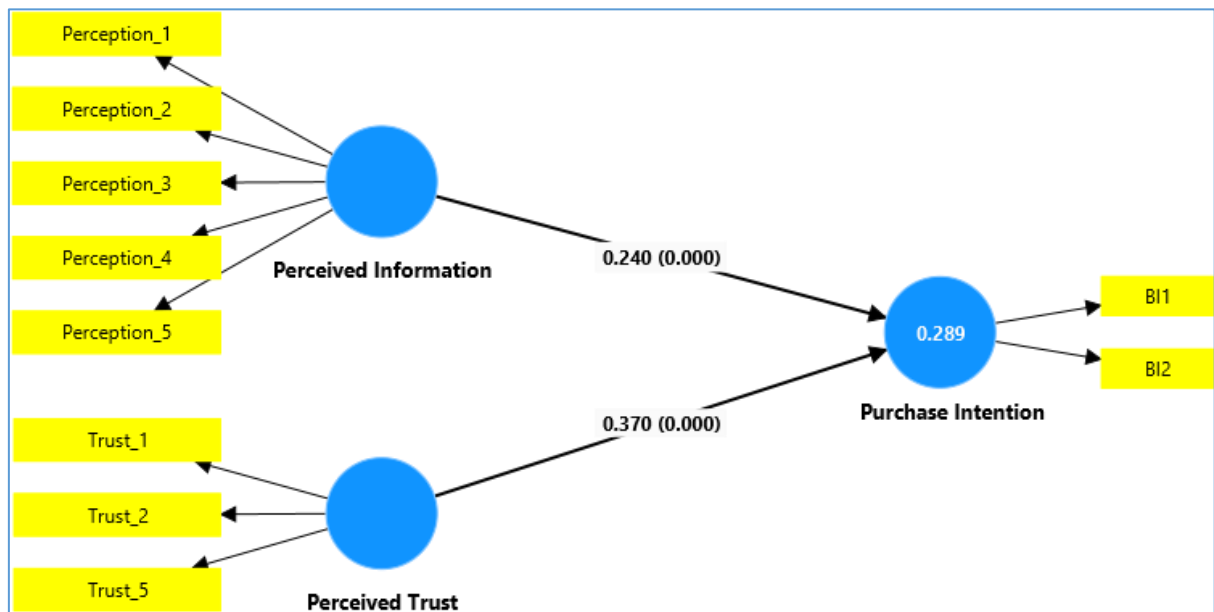 Perception_1
Perception_2
Perception_3
Perception_4
Perception_5
Perceived Information
0.240 (0.000)
0.289
Purchase Intention
BI1
BI2
0.370 (0.000)
Trust_1
Trust_2
Trust_5
Perceived Trust